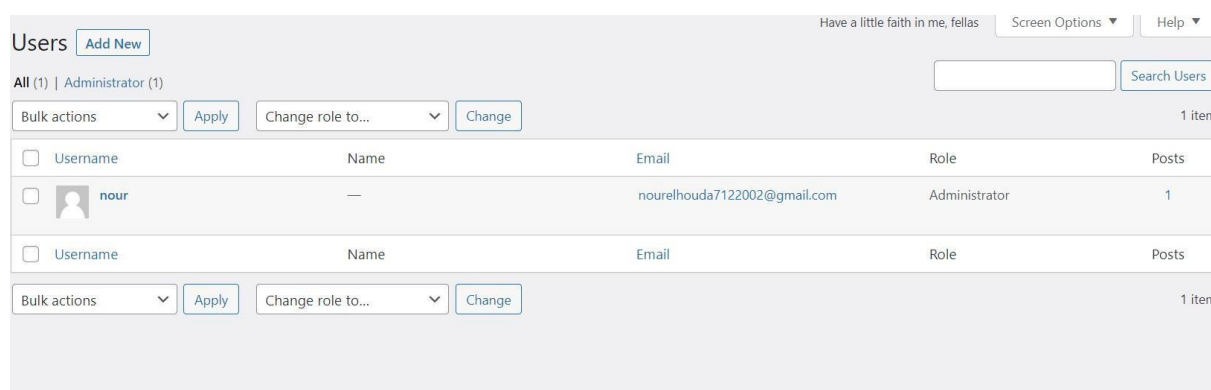 Have a little faith in me, fellas Screen Options Help
Users Add New
All (1) | Administrator (1)
Search Users
Bulk actions Apply Change role to... Change 1 item
Username Name Email Role Posts
nour — nourelhouda7122002@gmail.com Administrator 1
Username Name Email Role Posts
Bulk actions Apply Change role to... Change 1 item